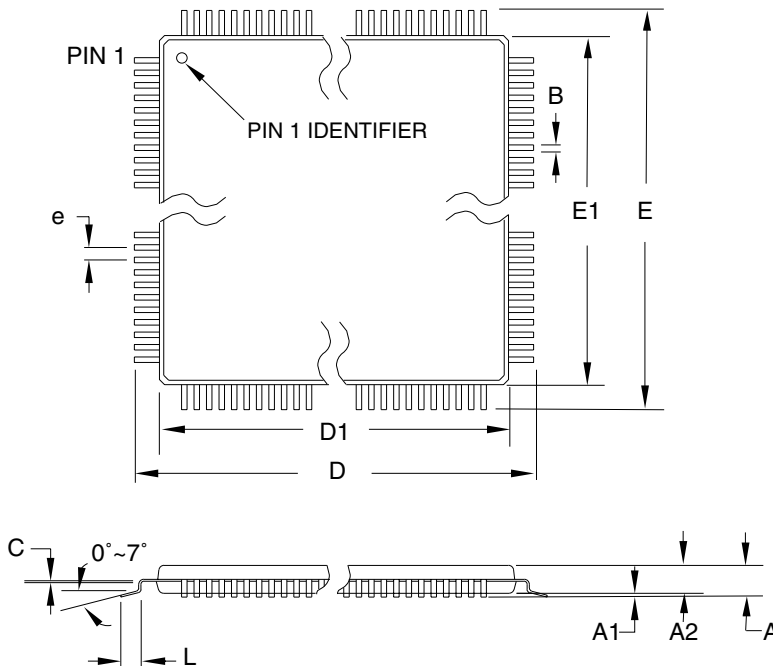 PIN 1
PIN 1 IDENTIFIER
B
e
E1
E
D1
D
C
0°~7°
L
A1
A2
A